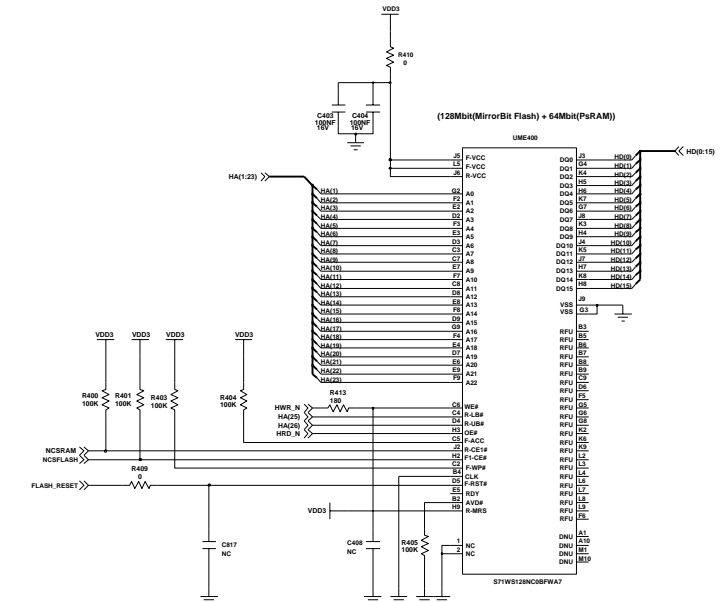 VDD3
R410
0
C403
100NF
16V
C404
100NF
16V
(128Mbit(MirrorBit Flash) + 64Mbit(PsRAM))
UME400
HA(1:23)
HD(0:15)
J5 F-VCC
L5 F-VCC
J6 R-VCC
HA(1) G2 A0
HA(2) F2 A1
HA(3) E2 A2
HA(4) D2 A3
HA(5) F3 A4
HA(6) E3 A5
HA(7) D3 A6
HA(8) C3 A7
HA(9) C7 A8
HA(10) E7 A9
HA(11) F7 A10
HA(12) C8 A11
HA(13) D8 A12
HA(14) E8 A13
HA(15) F8 A14
HA(16) D9 A15
HA(17) G9 A16
HA(18) F4 A17
HA(19) E4 A18
HA(20) D7 A19
HA(21) E6 A20
HA(22) E9 A21
HA(23) F9 A22
DQ0 J3 HD(0)
DQ1 G4 HD(1)
DQ2 K4 HD(2)
DQ3 H5 HD(3)
DQ4 H6 HD(4)
DQ5 K7 HD(5)
DQ6 G7 HD(6)
DQ7 J8 HD(7)
DQ8 K3 HD(8)
DQ9 H4 HD(9)
DQ10 J4 HD(10)
DQ11 K5 HD(11)
DQ12 J7 HD(12)
DQ13 H7 HD(13)
DQ14 K8 HD(14)
DQ15 H8 HD(15)
VSS J9
VSS G3
RFU B3
RFU B5
RFU B6
RFU B7
RFU B8
RFU B9
RFU C9
RFU D6
RFU F5
RFU G5
RFU G6
RFU G8
RFU K2
RFU K6
RFU K9
RFU L2
RFU L3
RFU L4
RFU L6
RFU L7
RFU L8
RFU L9
RFU F6
DNU A1
DNU A10
DNU M1
DNU M10
VDD3 VDD3 VDD3 VDD3
R400
100K
R401
100K
R403
100K
R404
100K
R413
180
HWR_N C6 WE#
HA(25) C4 R-LB#
HA(26) D4 R-UB#
HRD_N H3 OE#
C5 F-ACC
NCSRAM J2 R-CE1#
NCSFLASH H2 F1-CE#
C2 F-WP#
B4 CLK
R409
0
FLASH_RESET D5 F-RST#
E5 RDY
B2 AVD#
VDD3 H9 R-MRS
1 NC
2 NC
C817
NC
C408
NC
R405
100K
S71WS128NC0BFWA7